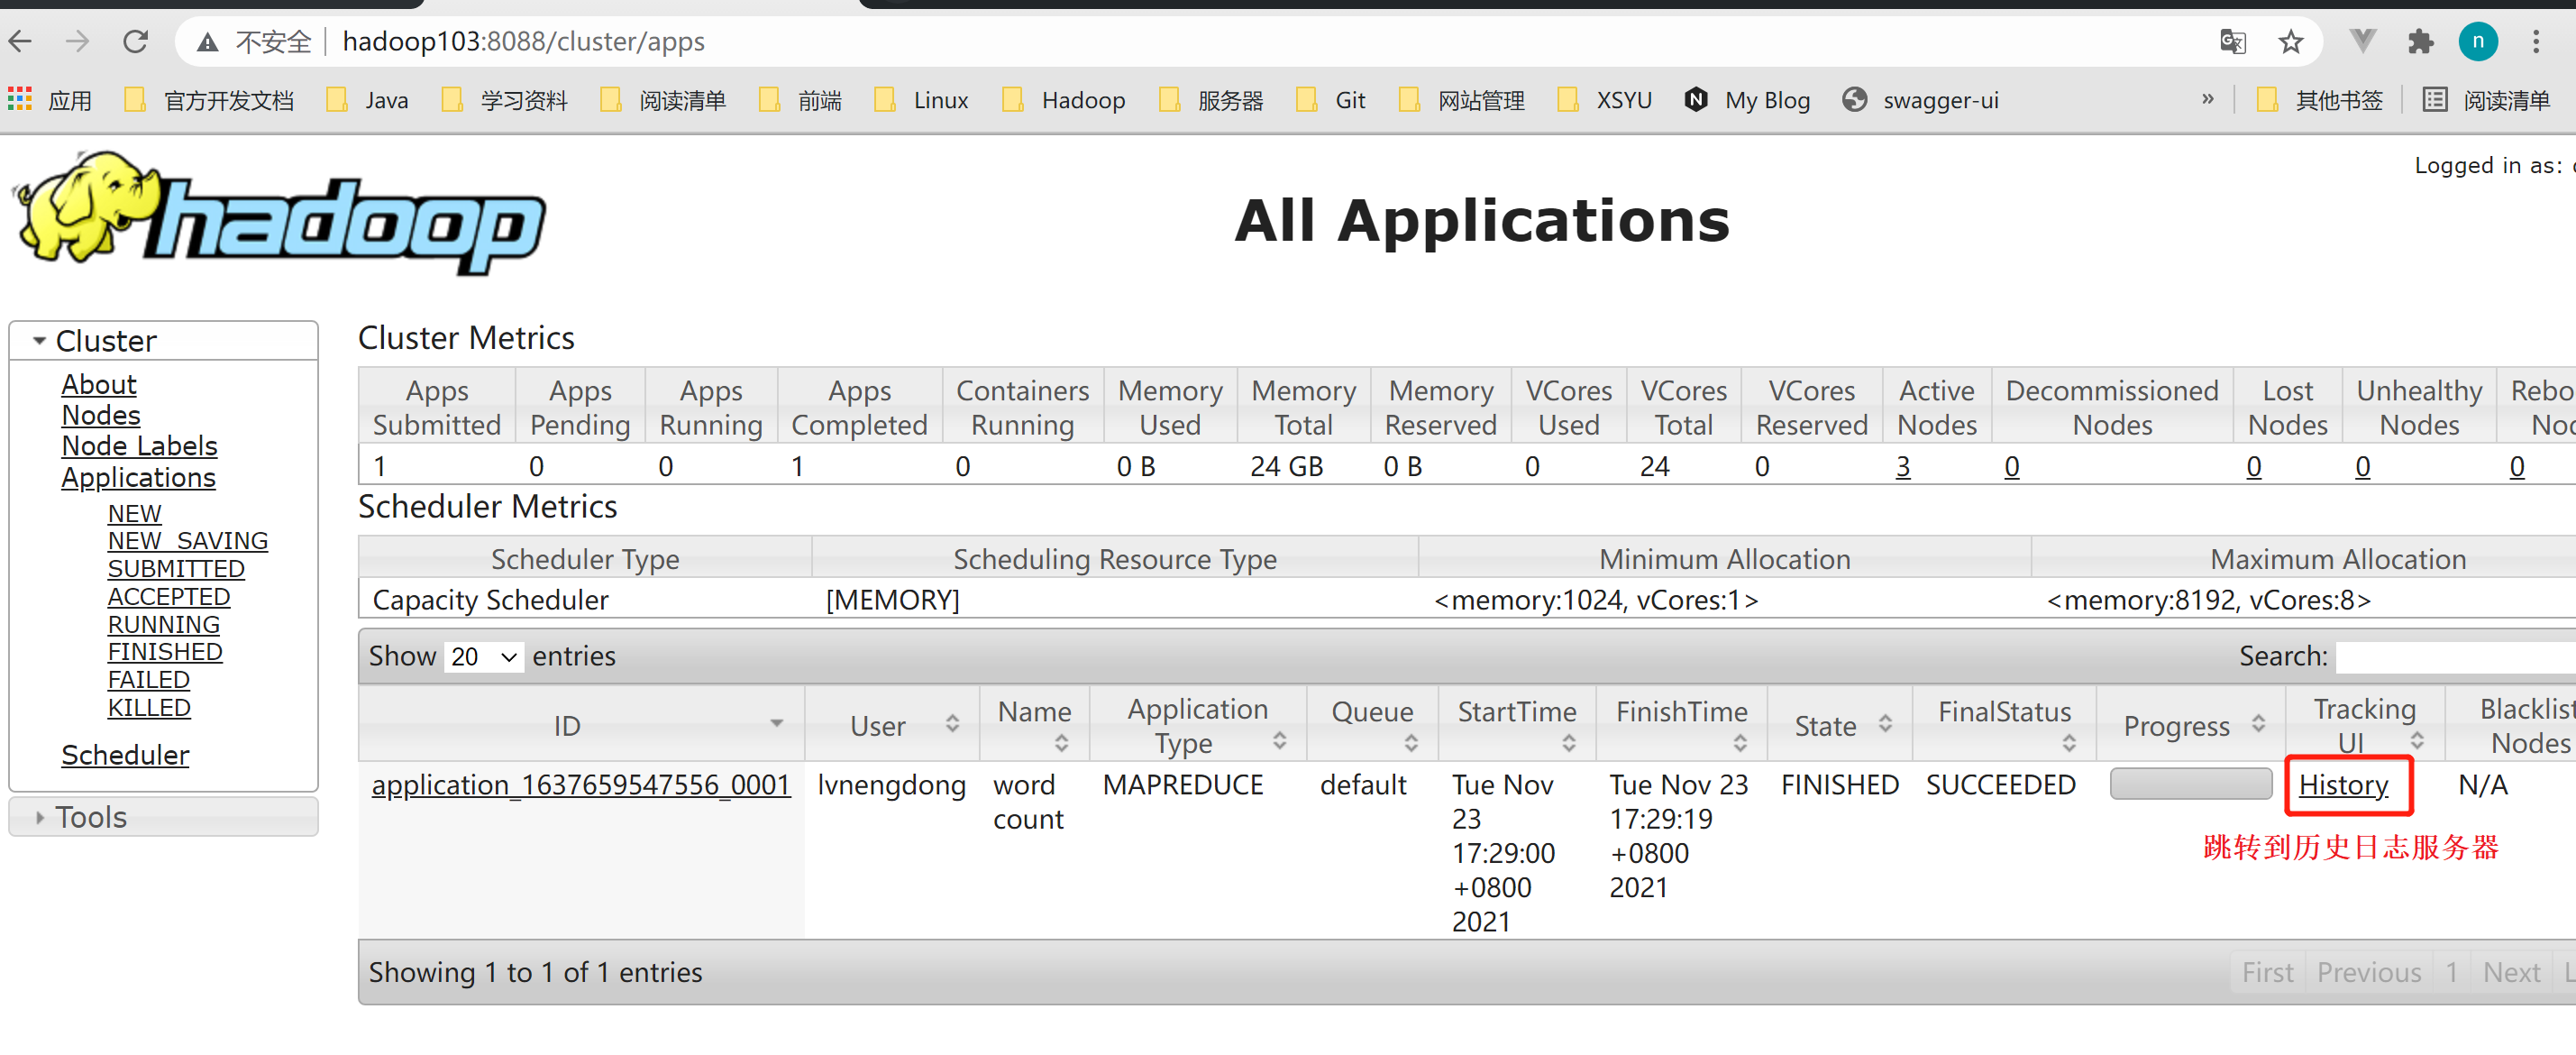 不安全 hadoop103:8088/cluster/apps n
应用 官方开发文档 Java 学习资料 阅读清单 前端 Linux Hadoop 服务器 Git 网站管理 XSYU N My Blog swagger-ui » 其他书签 阅读清单
hadoop
Logged in as:
All Applications
Cluster
About
Nodes
Node Labels
Applications
NEW
NEW_SAVING
SUBMITTED
ACCEPTED
RUNNING
FINISHED
FAILED
KILLED
Scheduler
Tools
Cluster Metrics
Apps Apps Apps Apps Containers Memory Memory Memory VCores VCores VCores Active Decommissioned Lost Unhealthy Rebo
Submitted Pending Running Completed Running Used Total Reserved Used Total Reserved Nodes Nodes Nodes Nodes Noc
1 0 0 1 0 0 B 24 GB 0 B 0 24 0 3 0 0 0 0
Scheduler Metrics
Scheduler Type Scheduling Resource Type Minimum Allocation Maximum Allocation
Capacity Scheduler [MEMORY] <memory:1024, vCores:1> <memory:8192, vCores:8>
Show 20 entries Search:
ID User Name Application Type Queue StartTime FinishTime State FinalStatus Progress Tracking UI Blacklist Nodes
application_1637659547556_0001 lvnengdong word MAPREDUCE default Tue Nov Tue Nov 23 FINISHED SUCCEEDED History N/A
count 23 17:29:19
17:29:00 +0800
+0800 2021
2021
跳转到历史日志服务器
Showing 1 to 1 of 1 entries First Previous 1 Next L